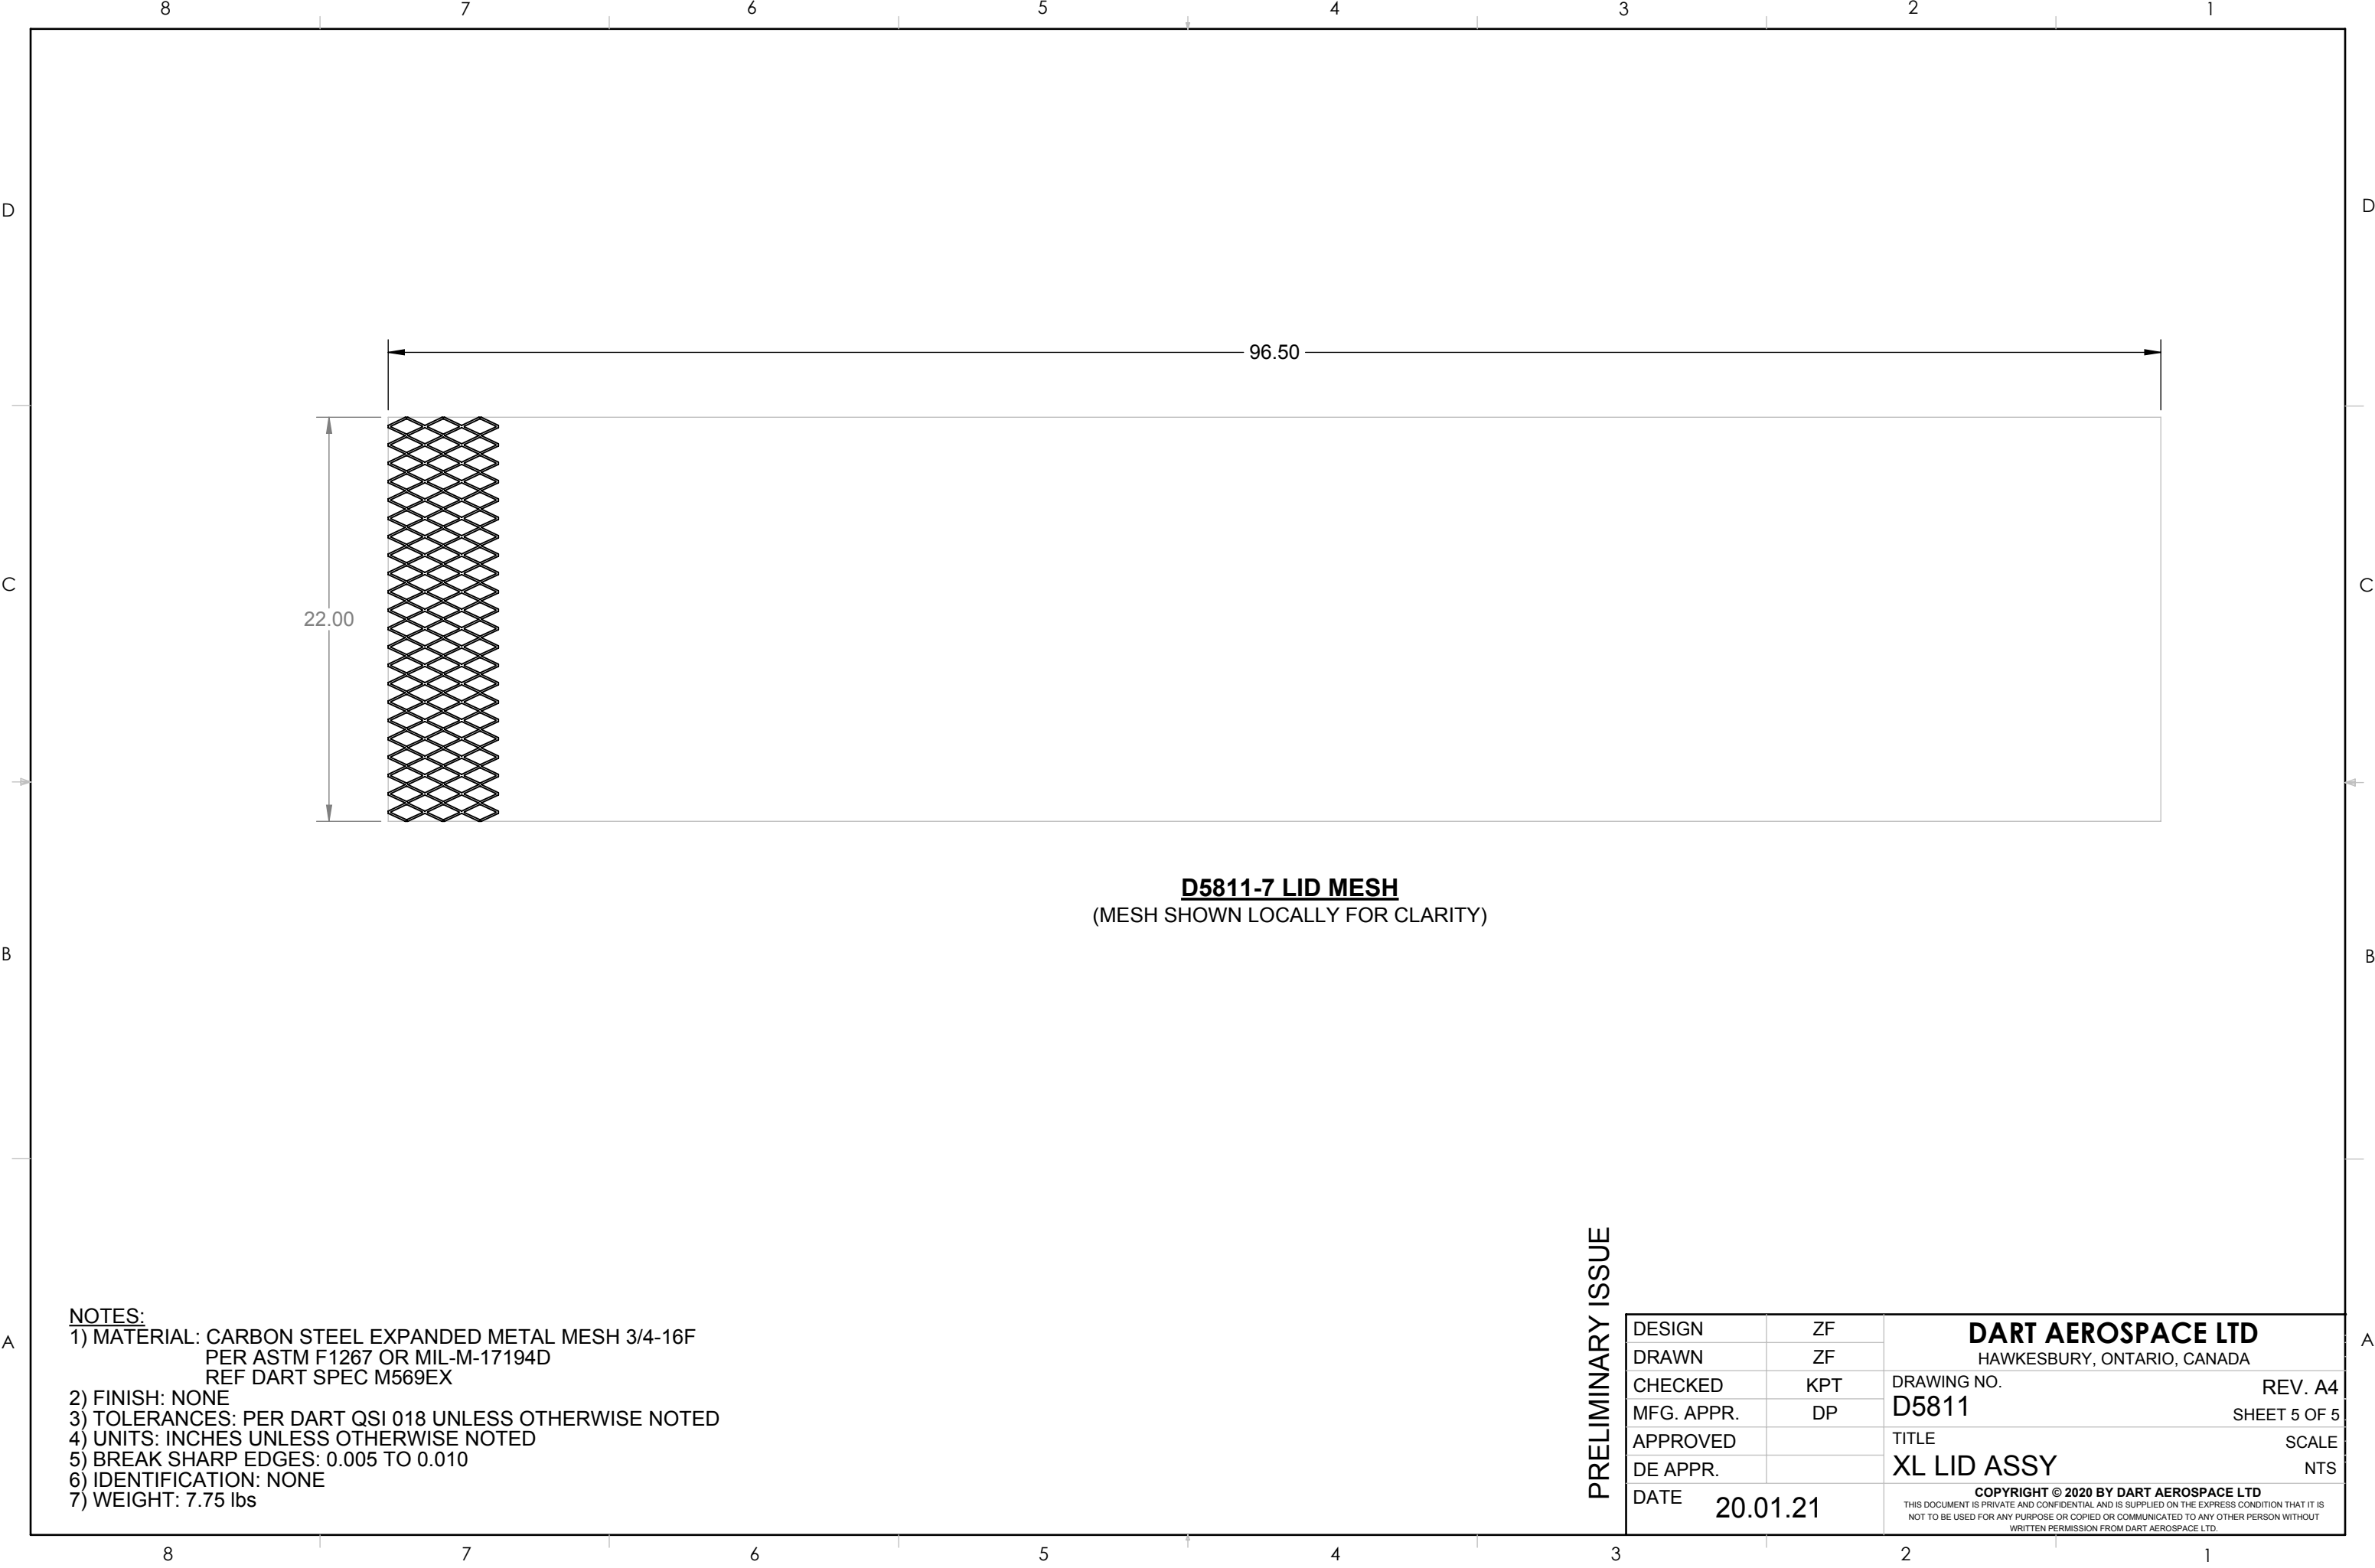 8 7 6 5 4 3 2 1
D D
96.50
C C
22.00
D5811-7 LID MESH
(MESH SHOWN LOCALLY FOR CLARITY)
B B
A A
NOTES:
1) MATERIAL: CARBON STEEL EXPANDED METAL MESH 3/4-16F
PER ASTM F1267 OR MIL-M-17194D
REF DART SPEC M569EX
2) FINISH: NONE
3) TOLERANCES: PER DART QSI 018 UNLESS OTHERWISE NOTED
4) UNITS: INCHES UNLESS OTHERWISE NOTED
5) BREAK SHARP EDGES: 0.005 TO 0.010
6) IDENTIFICATION: NONE
7) WEIGHT: 7.75 lbs
PRELIMINARY ISSUE
DESIGN ZF
DRAWN ZF
CHECKED KPT
MFG. APPR. DP
APPROVED
DE APPR.
DATE 20.01.21
DART AEROSPACE LTD
HAWKESBURY, ONTARIO, CANADA
DRAWING NO. REV. A4
D5811 SHEET 5 OF 5
TITLE SCALE
XL LID ASSY NTS
COPYRIGHT © 2020 BY DART AEROSPACE LTD
THIS DOCUMENT IS PRIVATE AND CONFIDENTIAL AND IS SUPPLIED ON THE EXPRESS CONDITION THAT IT IS
NOT TO BE USED FOR ANY PURPOSE OR COPIED OR COMMUNICATED TO ANY OTHER PERSON WITHOUT
WRITTEN PERMISSION FROM DART AEROSPACE LTD.
8 7 6 5 4 3 2 1